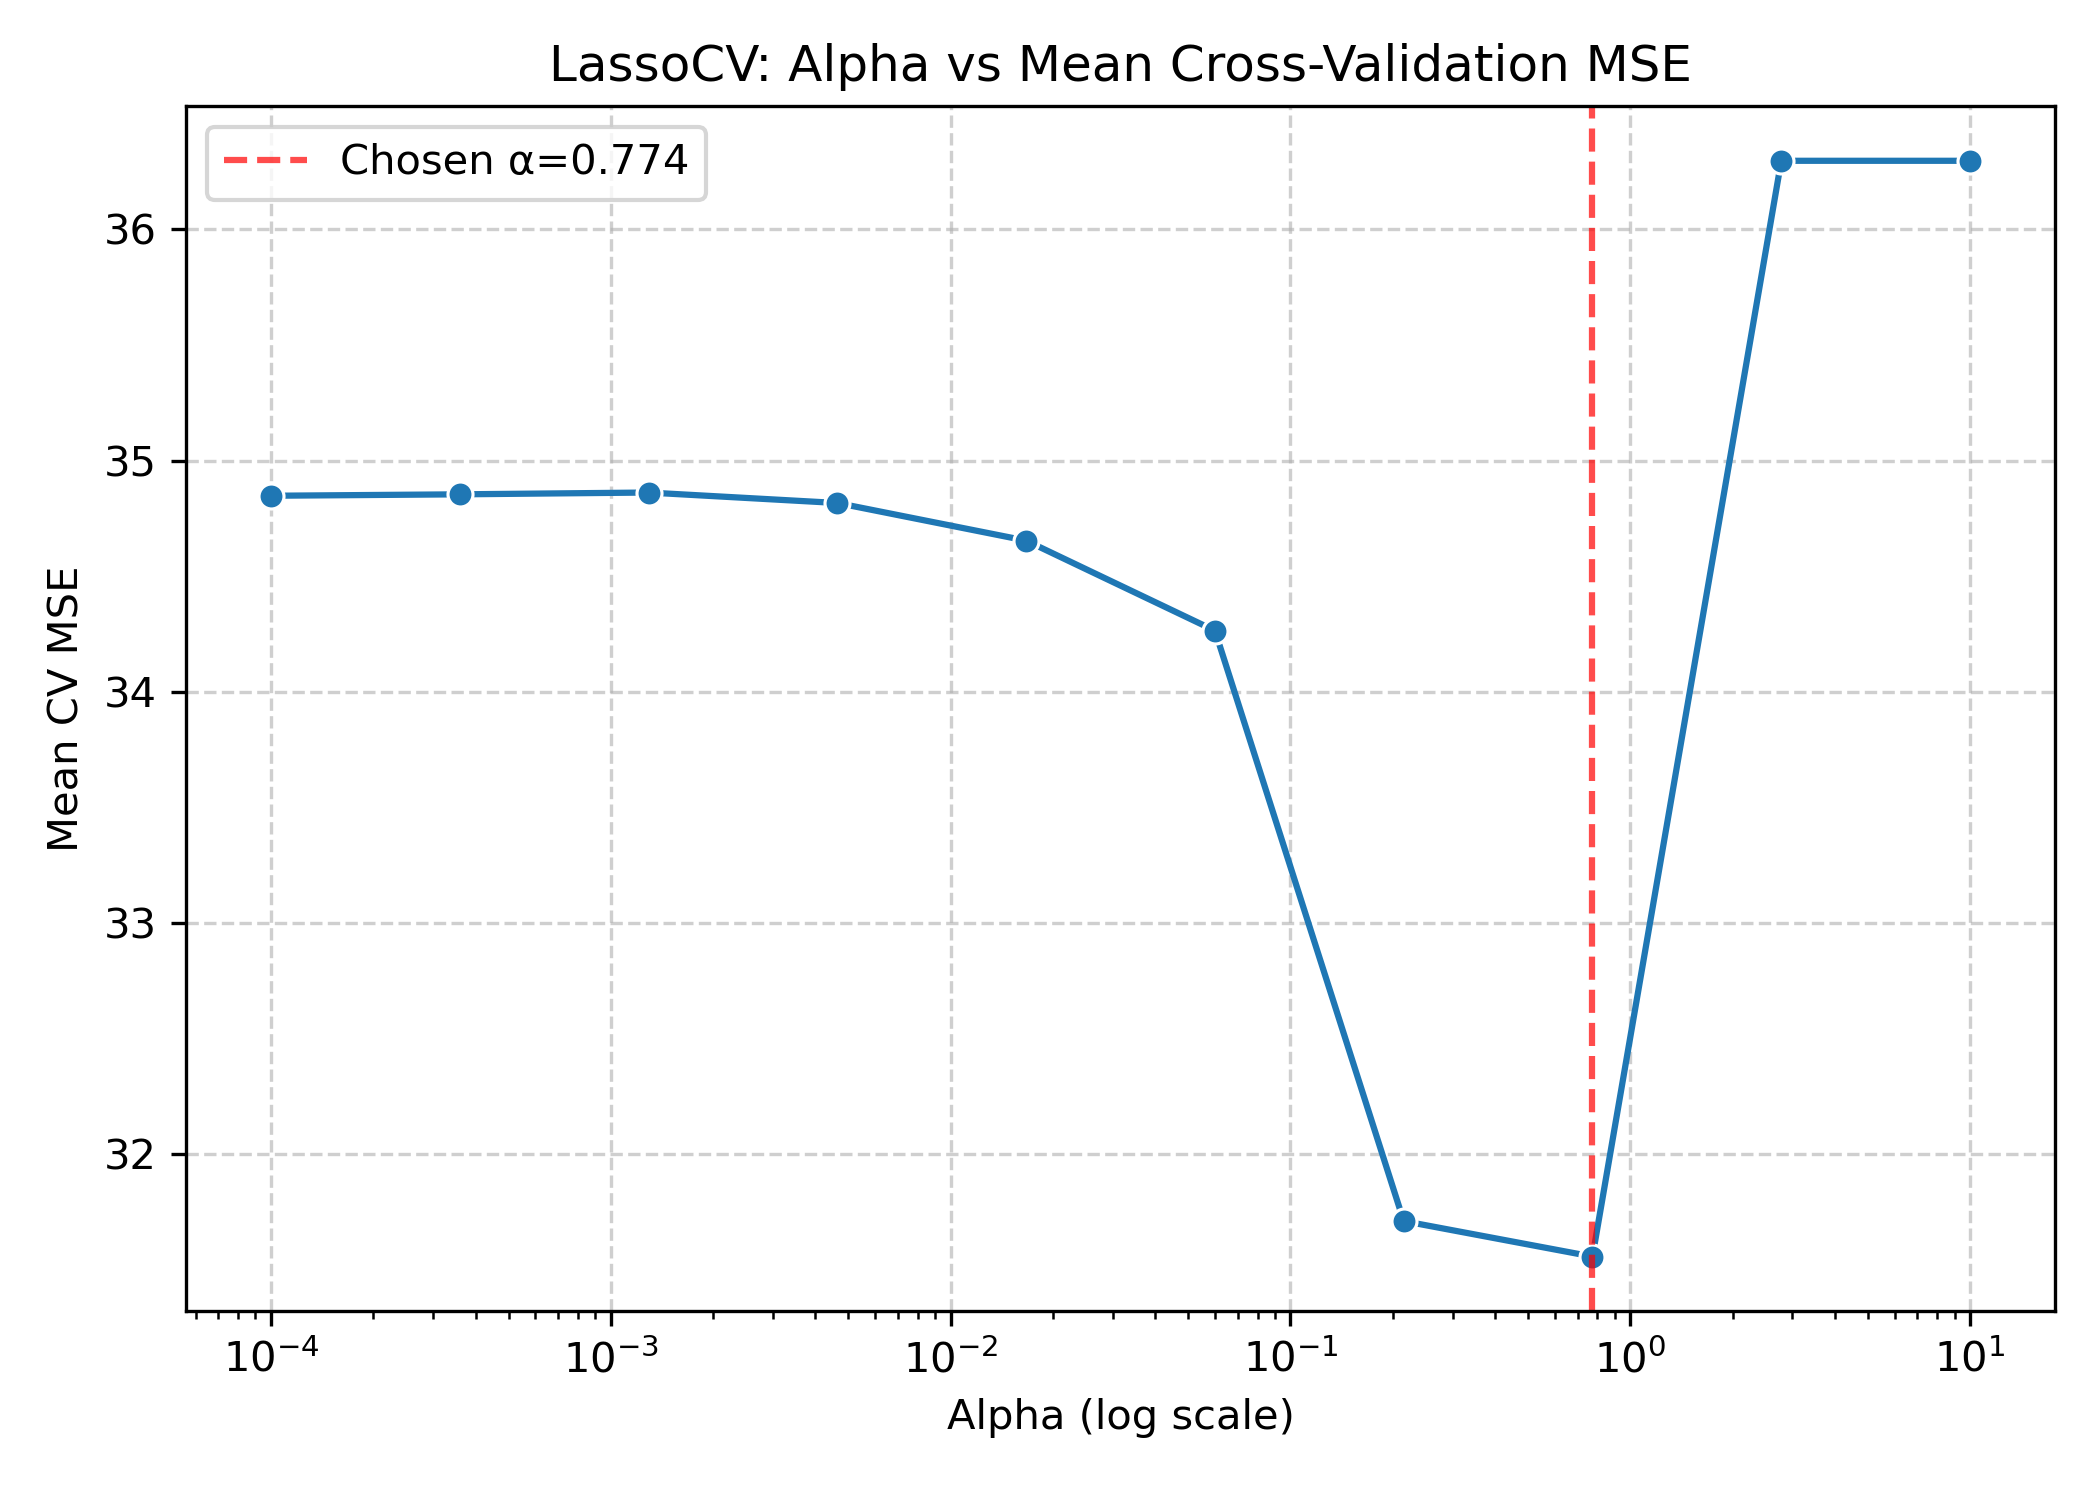 LassoCV: Alpha vs Mean Cross-Validation MSE
Chosen α=0.774
Mean CV MSE
36
35
34
33
32
10⁻⁴
10⁻³
10⁻²
10⁻¹
10⁰
10¹
Alpha (log scale)